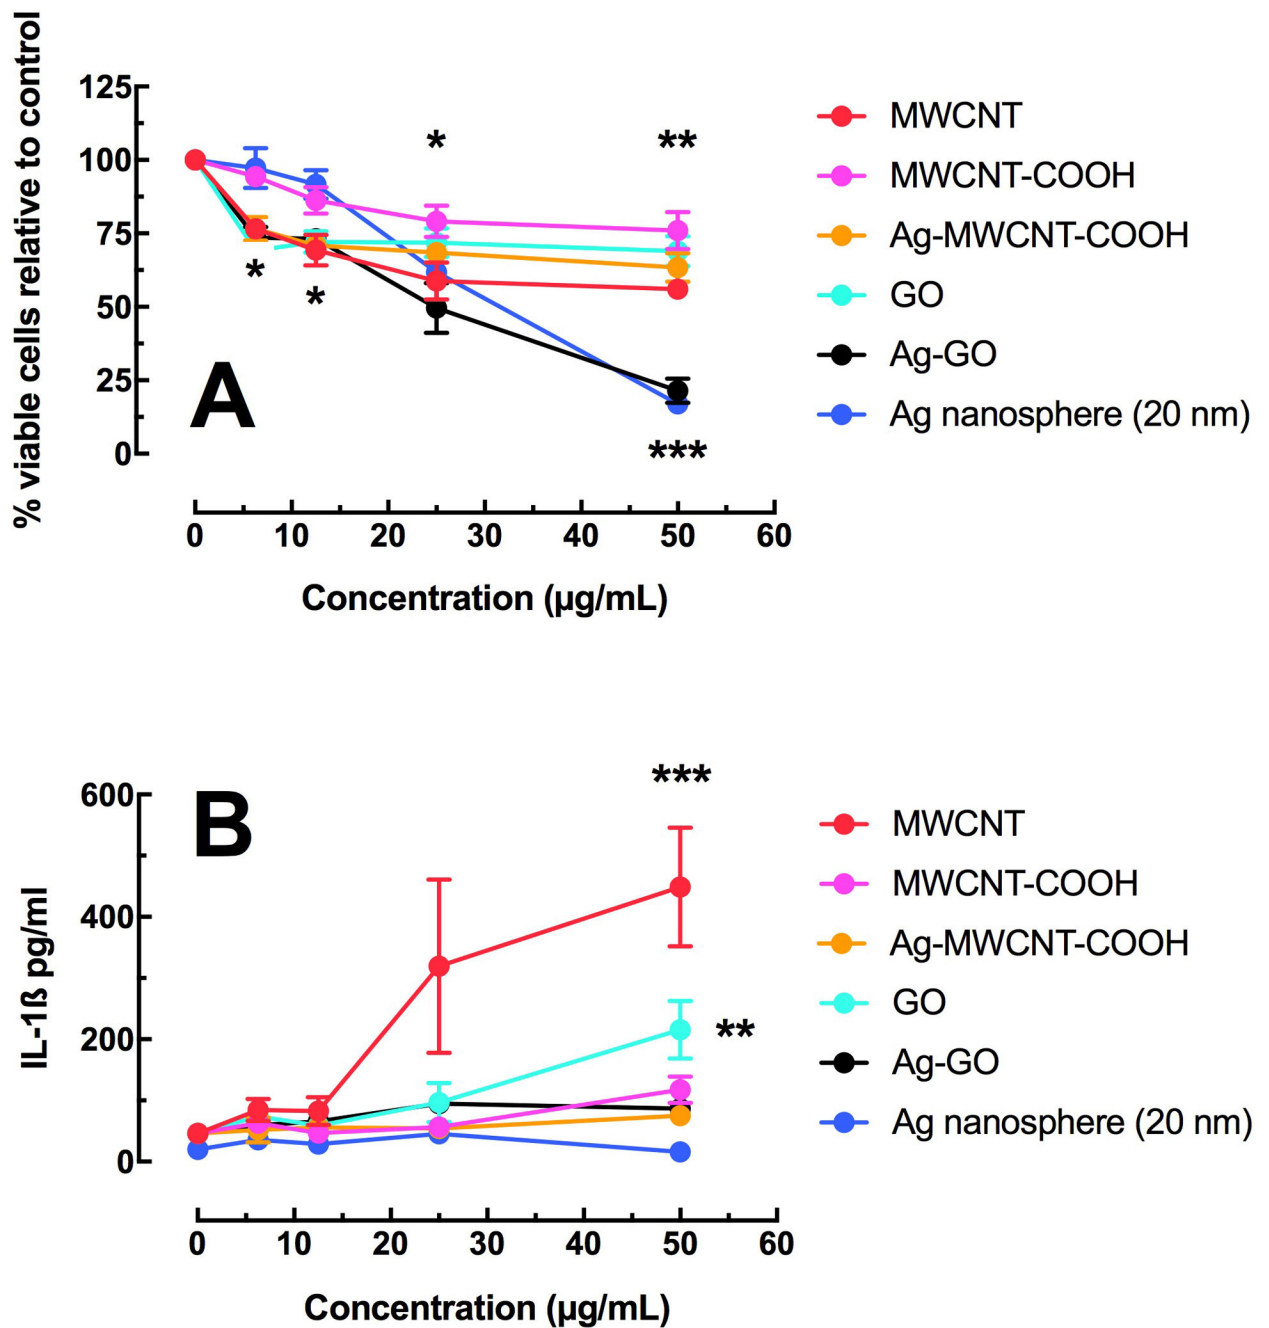 % viable cells relative to control
125
100
75
50
25
0
*
**
*
*
***
A
0 10 20 30 40 50 60
Concentration (µg/mL)
MWCNT
MWCNT-COOH
Ag-MWCNT-COOH
GO
Ag-GO
Ag nanosphere (20 nm)
IL-1ß pg/ml
600
400
200
0
B
***
**
0 10 20 30 40 50 60
Concentration (µg/mL)
MWCNT
MWCNT-COOH
Ag-MWCNT-COOH
GO
Ag-GO
Ag nanosphere (20 nm)